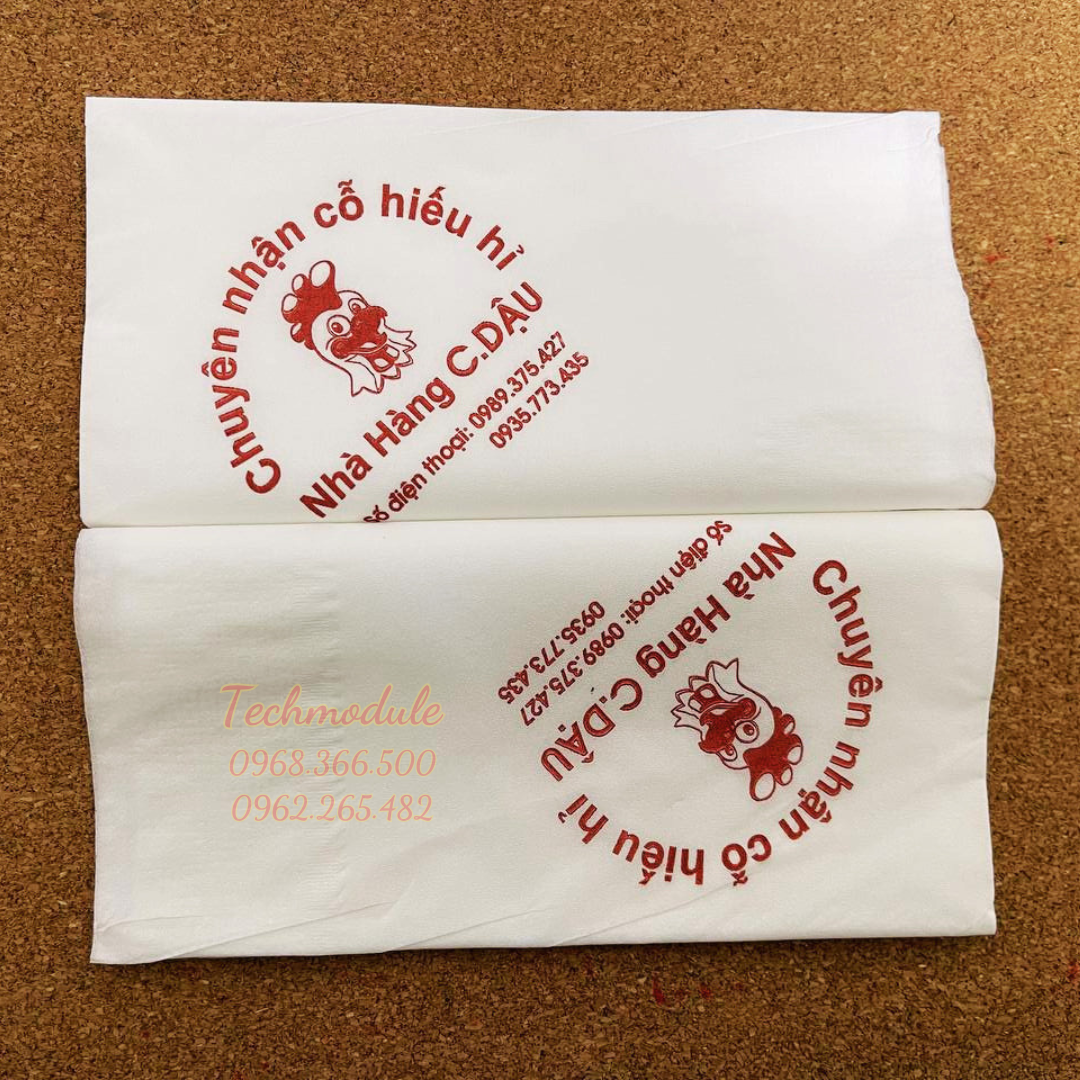 Chuyên nhận cỗ hiếu hỉ
Nhà Hàng C.DẬU
Số điện thoại: 0989.375.427
0935.773.435
Số điện thoại: 0989.375.427
0935.773.435
Nhà Hàng C.DẬU
Chuyên nhận cỗ hiếu hỉ
Techmodule
0968.366.500
0962.265.482